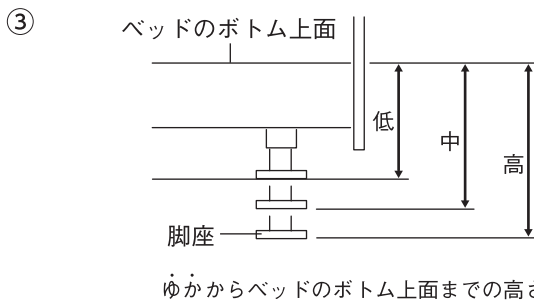 ③
ベッドのボトム上面
低
中
高
脚座
ゆかからベッドのボトム上面までの高さ